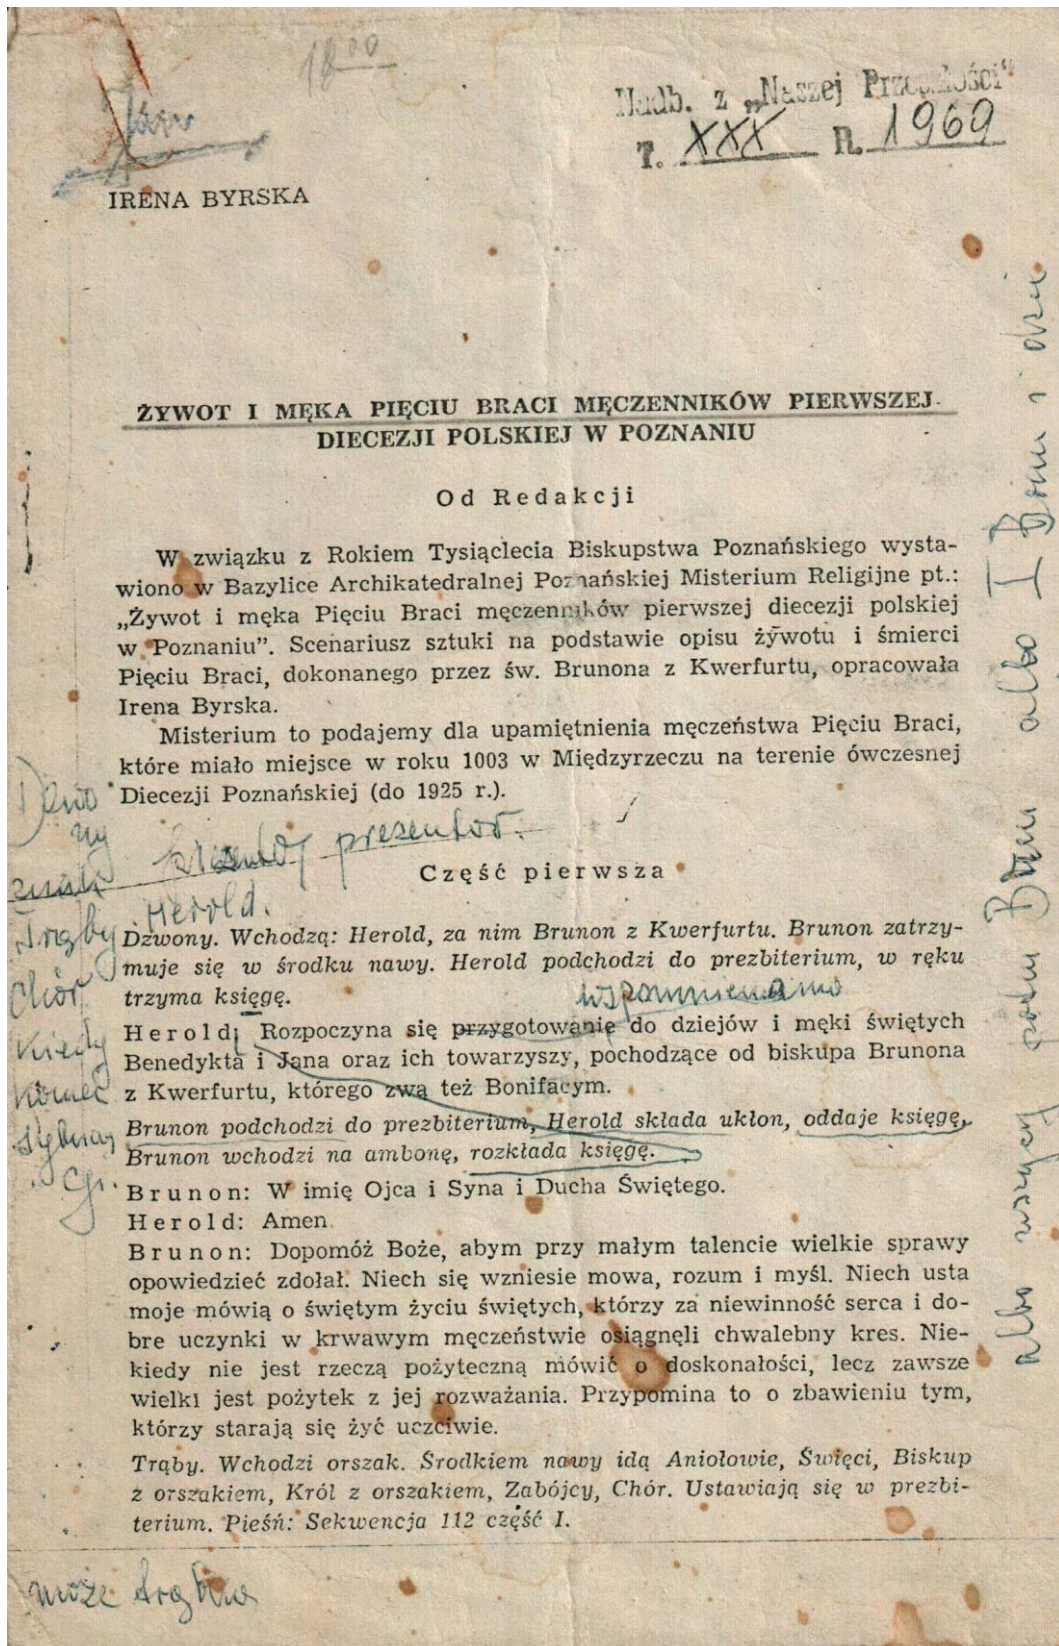 18⁰⁰
Nadb. z „Naszej Przeszłości"
T. XXX R. 1969
IRENA BYRSKA
ŻYWOT I MĘKA PIĘCIU BRACI MĘCZENNIKÓW PIERWSZEJ
DIECEZJI POLSKIEJ W POZNANIU
Od Redakcji
W związku z Rokiem Tysiąclecia Biskupstwa Poznańskiego wysta-
wiono w Bazylice Archikatedralnej Poznańskiej Misterium Religijne pt.:
„Żywot i męka Pięciu Braci męczenników pierwszej diecezji polskiej
w Poznaniu”. Scenariusz sztuki na podstawie opisu żywotu i śmierci
Pięciu Braci, dokonanego przez św. Brunona z Kwerfurtu, opracowała
Irena Byrska.
Misterium to podajemy dla upamiętnienia męczeństwa Pięciu Braci,
które miało miejsce w roku 1003 w Międzyrzeczu na terenie ówczesnej
Diecezji Poznańskiej (do 1925 r.).
Część pierwsza
Herold.
Dzwony. Wchodzą: Herold, za nim Brunon z Kwerfurtu. Brunon zatrzy-
muje się w środku nawy. Herold podchodzi do prezbiterium, w ręku
trzyma księgę.
wspomnienamo
Herold: Rozpoczyna się przygotowanie do dziejów i męki świętych
Benedykta i Jana oraz ich towarzyszy, pochodzące od biskupa Brunona
z Kwerfurtu, którego zwą też Bonifacym.
Brunon podchodzi do prezbiterium, Herold składa ukłon, oddaje księgę,
Brunon wchodzi na ambonę, rozkłada księgę.
Brunon: W imię Ojca i Syna i Ducha Świętego.
Herold: Amen.
Brunon: Dopomóż Boże, abym przy małym talencie wielkie sprawy
opowiedzieć zdołał. Niech się wzniesie mowa, rozum i myśl. Niech usta
moje mówią o świętym życiu świętych, którzy za niewinność serca i do-
bre uczynki w krwawym męczeństwie osiągnęli chwalebny kres. Nie-
kiedy nie jest rzeczą pożyteczną mówić o doskonałości, lecz zawsze
wielki jest pożytek z jej rozważania. Przypomina to o zbawieniu tym,
którzy starają się żyć uczciwie.
Trąby. Wchodzi orszak. Środkiem nawy idą Aniołowie, Święci, Biskup
z orszakiem, Król z orszakiem, Zabójcy, Chór. Ustawiają się w prezbi-
terium. Pieśń: Sekwencja 112 część I.
Trąby
Chór
Kiedy
koniec
może
albo
albo